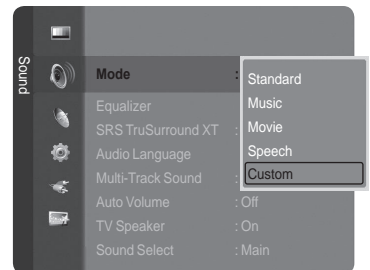 Sound
Mode :
Standard
Music
Movie
Speech
Custom
Equalizer
SRS TruSurround XT :
Audio Language
Multi-Track Sound :
Auto Volume : Off
TV Speaker : On
Sound Select : Main